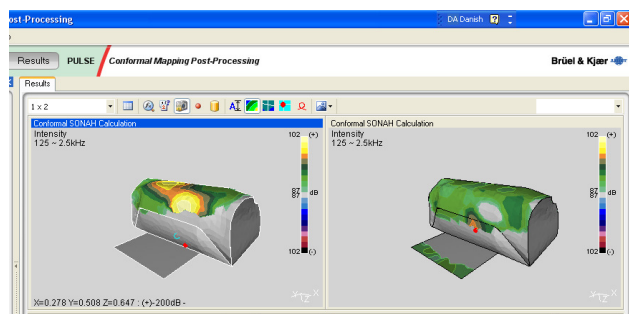 ost-Processing
DA Danish
Results PULSE Conformal Mapping Post-Processing Brüel & Kjær
Results
1 x 2
Conformal SONAH Calculation
Intensity
125 ~ 2.5kHz
102 (+)
87 dB
87
102 (-)
X=0.278 Y=0.508 Z=0.647 : (+)-200dB -
Conformal SONAH Calculation
Intensity
125 ~ 2.5kHz
102 (+)
87 dB
87
102 (-)